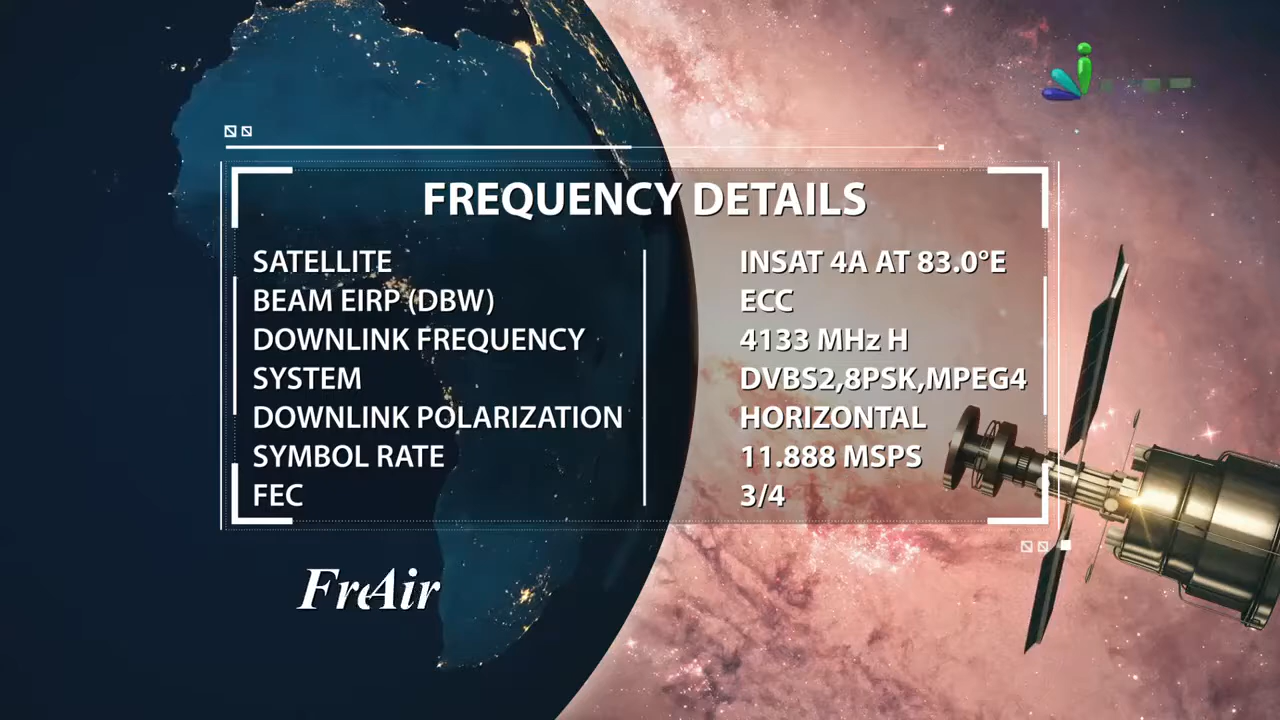 FREQUENCY DETAILS
SATELLITE INSAT 4A AT 83.0°E
BEAM EIRP (DBW) ECC
DOWNLINK FREQUENCY 4133 MHz H
SYSTEM DVBS2,8PSK,MPEG4
DOWNLINK POLARIZATION HORIZONTAL
SYMBOL RATE 11.888 MSPS
FEC 3/4